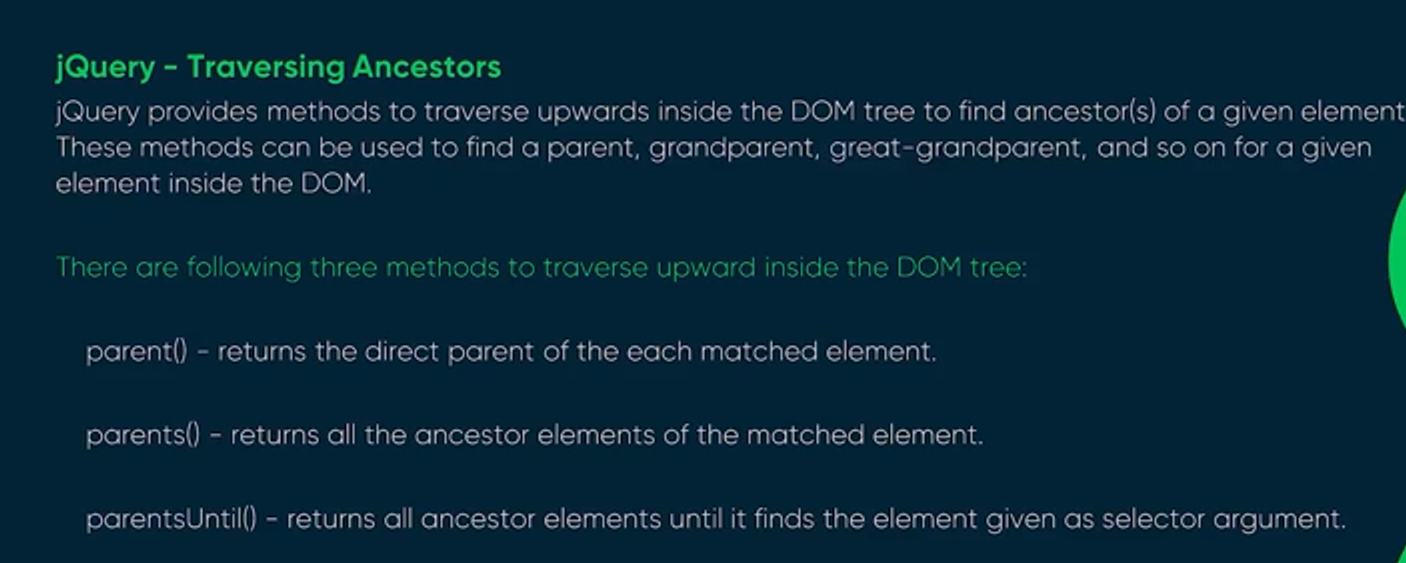 jQuery - Traversing Ancestors
jQuery provides methods to traverse upwards inside the DOM tree to find ancestor(s) of a given element
These methods can be used to find a parent, grandparent, great-grandparent, and so on for a given
element inside the DOM.
There are following three methods to traverse upward inside the DOM tree:
parent() - returns the direct parent of the each matched element.
parents() - returns all the ancestor elements of the matched element.
parentsUntil() - returns all ancestor elements until it finds the element given as selector argument.